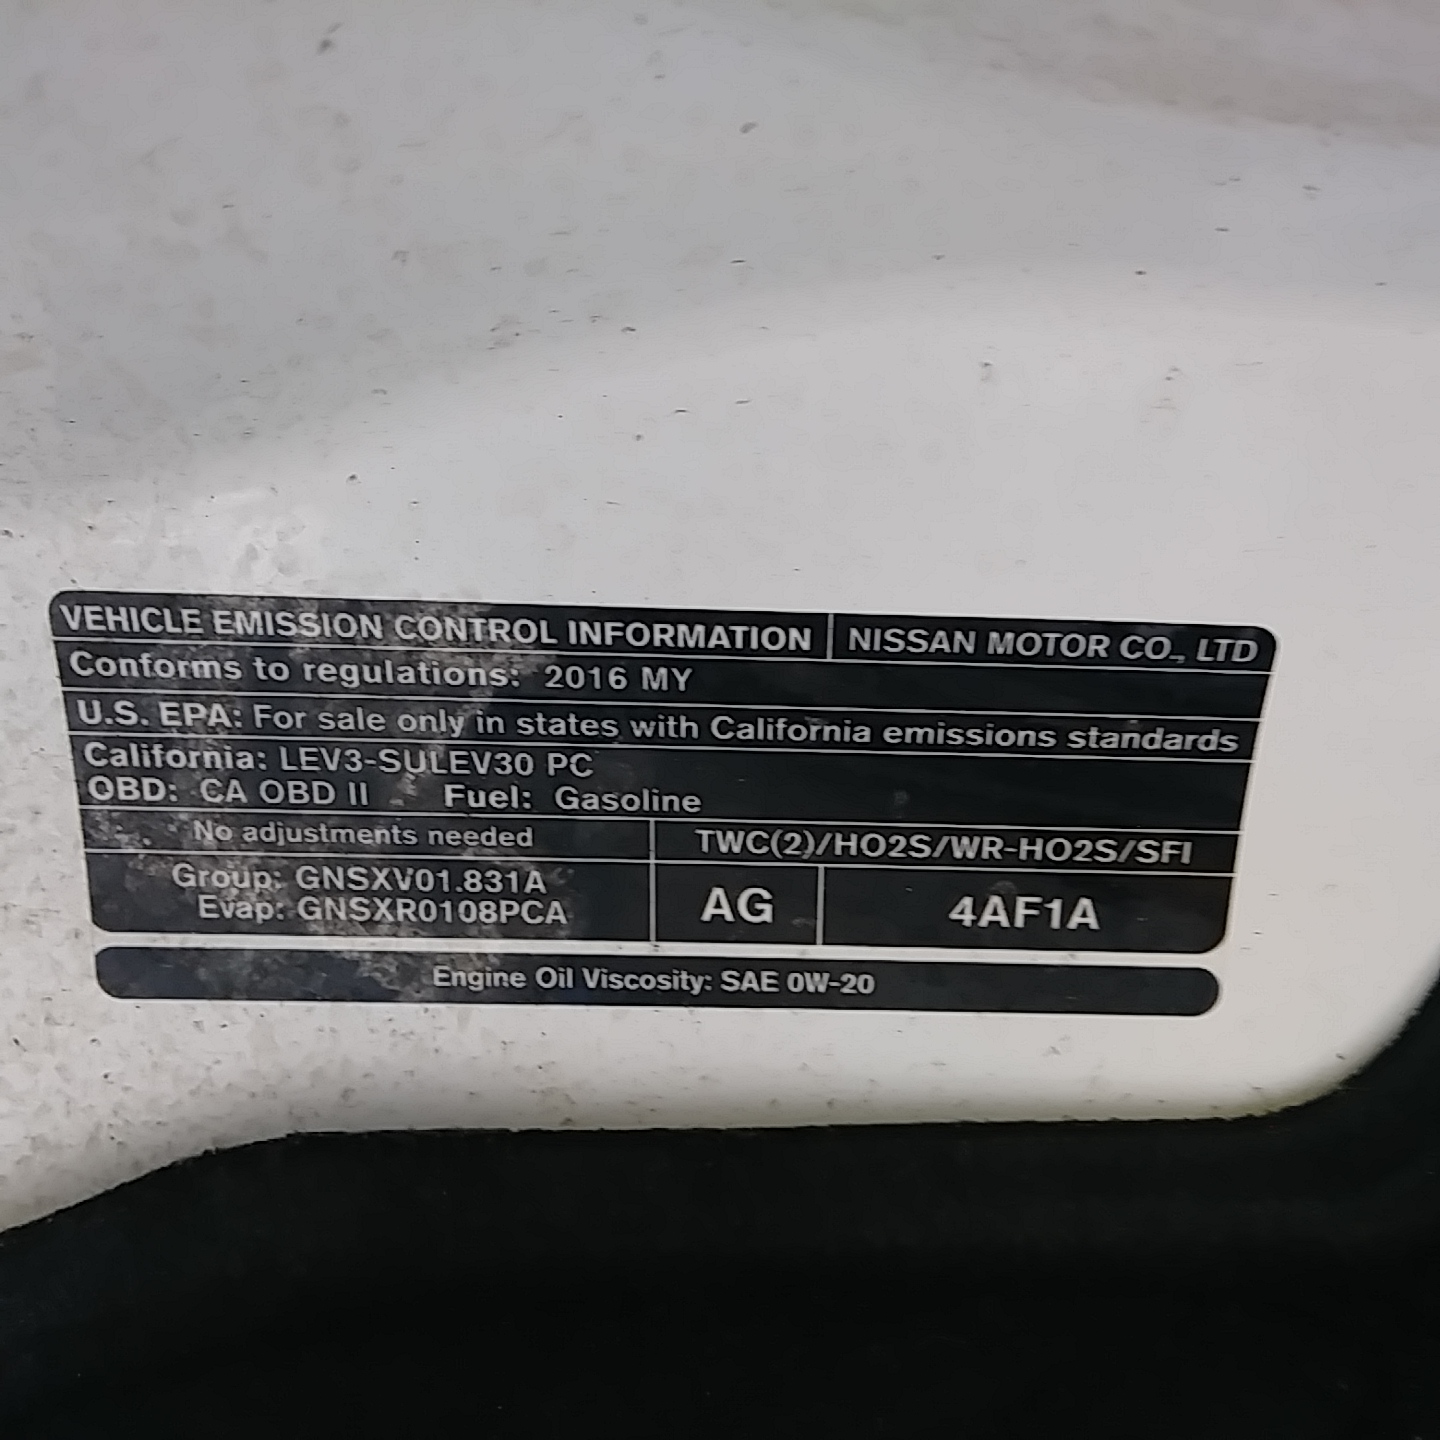 VEHICLE EMISSION CONTROL INFORMATION NISSAN MOTOR CO., LTD
Conforms to regulations: 2016 MY
U.S. EPA: For sale only in states with California emissions standards
California: LEV3-SULEV30 PC
OBD: CA OBD II Fuel: Gasoline
No adjustments needed TWC(2)/HO2S/WR-HO2S/SFI
Group: GNSXV01.831A
Evap: GNSXR0108PCA
AG 4AF1A
Engine Oil Viscosity: SAE 0W-20